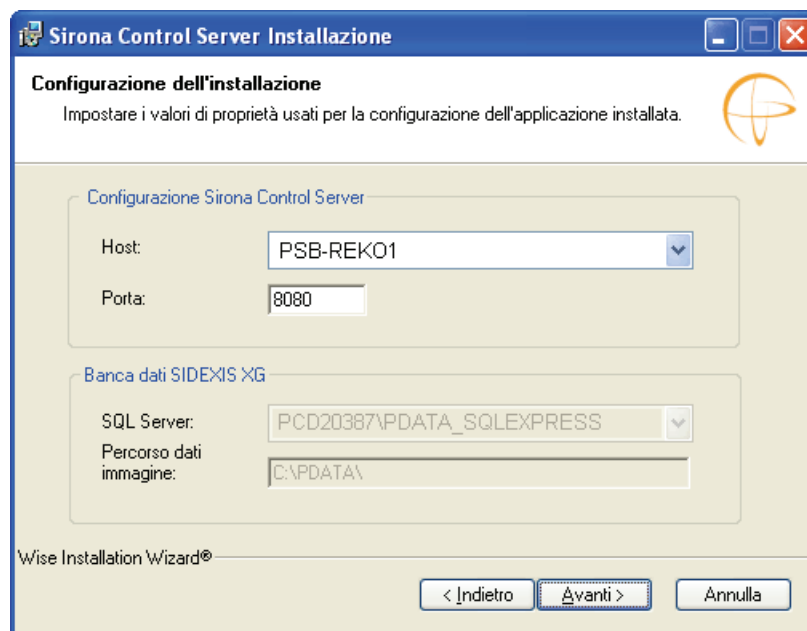 Sirona Control Server Installazione
Configurazione dell'installazione
Impostare i valori di proprietà usati per la configurazione dell'applicazione installata.
Configurazione Sirona Control Server
Host:
PSB-REKO1
Porta:
8080
Banca dati SIDEXIS XG
SQL Server:
PCD20387\PDATA_SQLEXPRESS
Percorso dati
immagine:
C:\PDATA\
Wise Installation Wizard®
< Indietro
Avanti >
Annulla